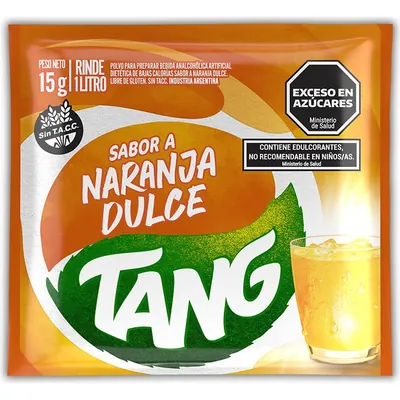 PESO NETO
15g
RINDE
1 LITRO
POLVO PARA PREPARAR BEBIDA ANALCOHÓLICA ARTIFICIAL
DIETÉTICA DE BAJAS CALORÍAS SABOR A NARANJA DULCE.
LIBRE DE GLUTEN. SIN TACC. INDUSTRIA ARGENTINA
Sin T.A.C.C.
EXCESO EN
AZÚCARES
Ministerio
de Salud
CONTIENE EDULCORANTES,
NO RECOMENDABLE EN NIÑOS/AS.
Ministerio de Salud
SABOR A
NARANJA
DULCE
TANG